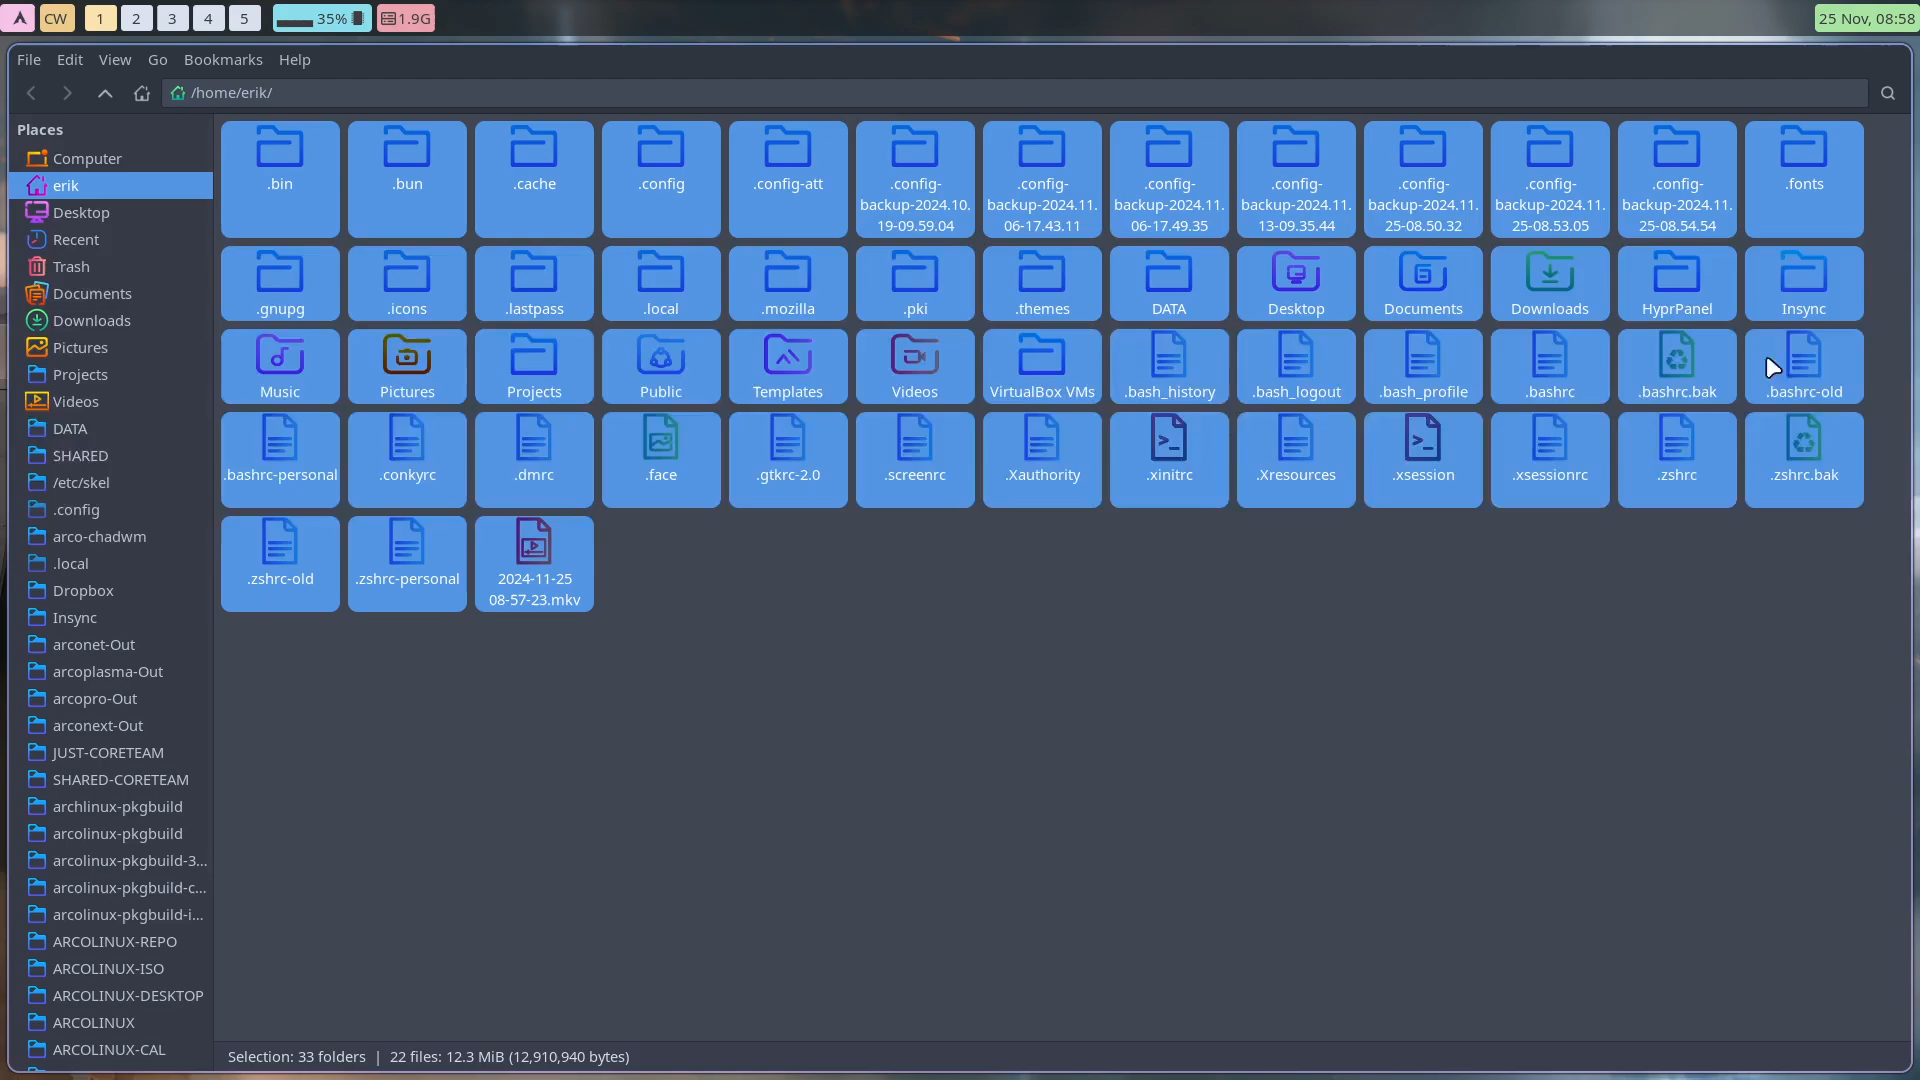 CW 1 2 3 4 5 35% 1.9G 25 Nov, 08:58
File Edit View Go Bookmarks Help
/home/erik/
Places
Computer
erik
Desktop
Recent
Trash
Documents
Downloads
Pictures
Projects
Videos
DATA
SHARED
/etc/skel
.config
arco-chadwm
.local
Dropbox
Insync
arconet-Out
arcoplasma-Out
arcopro-Out
arconext-Out
JUST-CORETEAM
SHARED-CORETEAM
archlinux-pkgbuild
arcolinux-pkgbuild
arcolinux-pkgbuild-3...
arcolinux-pkgbuild-c...
arcolinux-pkgbuild-i...
ARCOLINUX-REPO
ARCOLINUX-ISO
ARCOLINUX-DESKTOP
ARCOLINUX
ARCOLINUX-CAL
.bin
.bun
.cache
.config
.config-att
.config-
backup-2024.10.
19-09.59.04
.config-
backup-2024.11.
06-17.43.11
.config-
backup-2024.11.
06-17.49.35
.config-
backup-2024.11.
13-09.35.44
.config-
backup-2024.11.
25-08.50.32
.config-
backup-2024.11.
25-08.53.05
.config-
backup-2024.11.
25-08.54.54
.fonts
.gnupg
.icons
.lastpass
.local
.mozilla
.pki
.themes
DATA
Desktop
Documents
Downloads
HyprPanel
Insync
Music
Pictures
Projects
Public
Templates
Videos
VirtualBox VMs
.bash_history
.bash_logout
.bash_profile
.bashrc
.bashrc.bak
.bashrc-old
.bashrc-personal
.conkyrc
.dmrc
.face
.gtkrc-2.0
.screenrc
.Xauthority
.xinitrc
.Xresources
.xsession
.xsessionrc
.zshrc
.zshrc.bak
.zshrc-old
.zshrc-personal
2024-11-25
08-57-23.mkv
Selection: 33 folders | 22 files: 12.3 MiB (12,910,940 bytes)